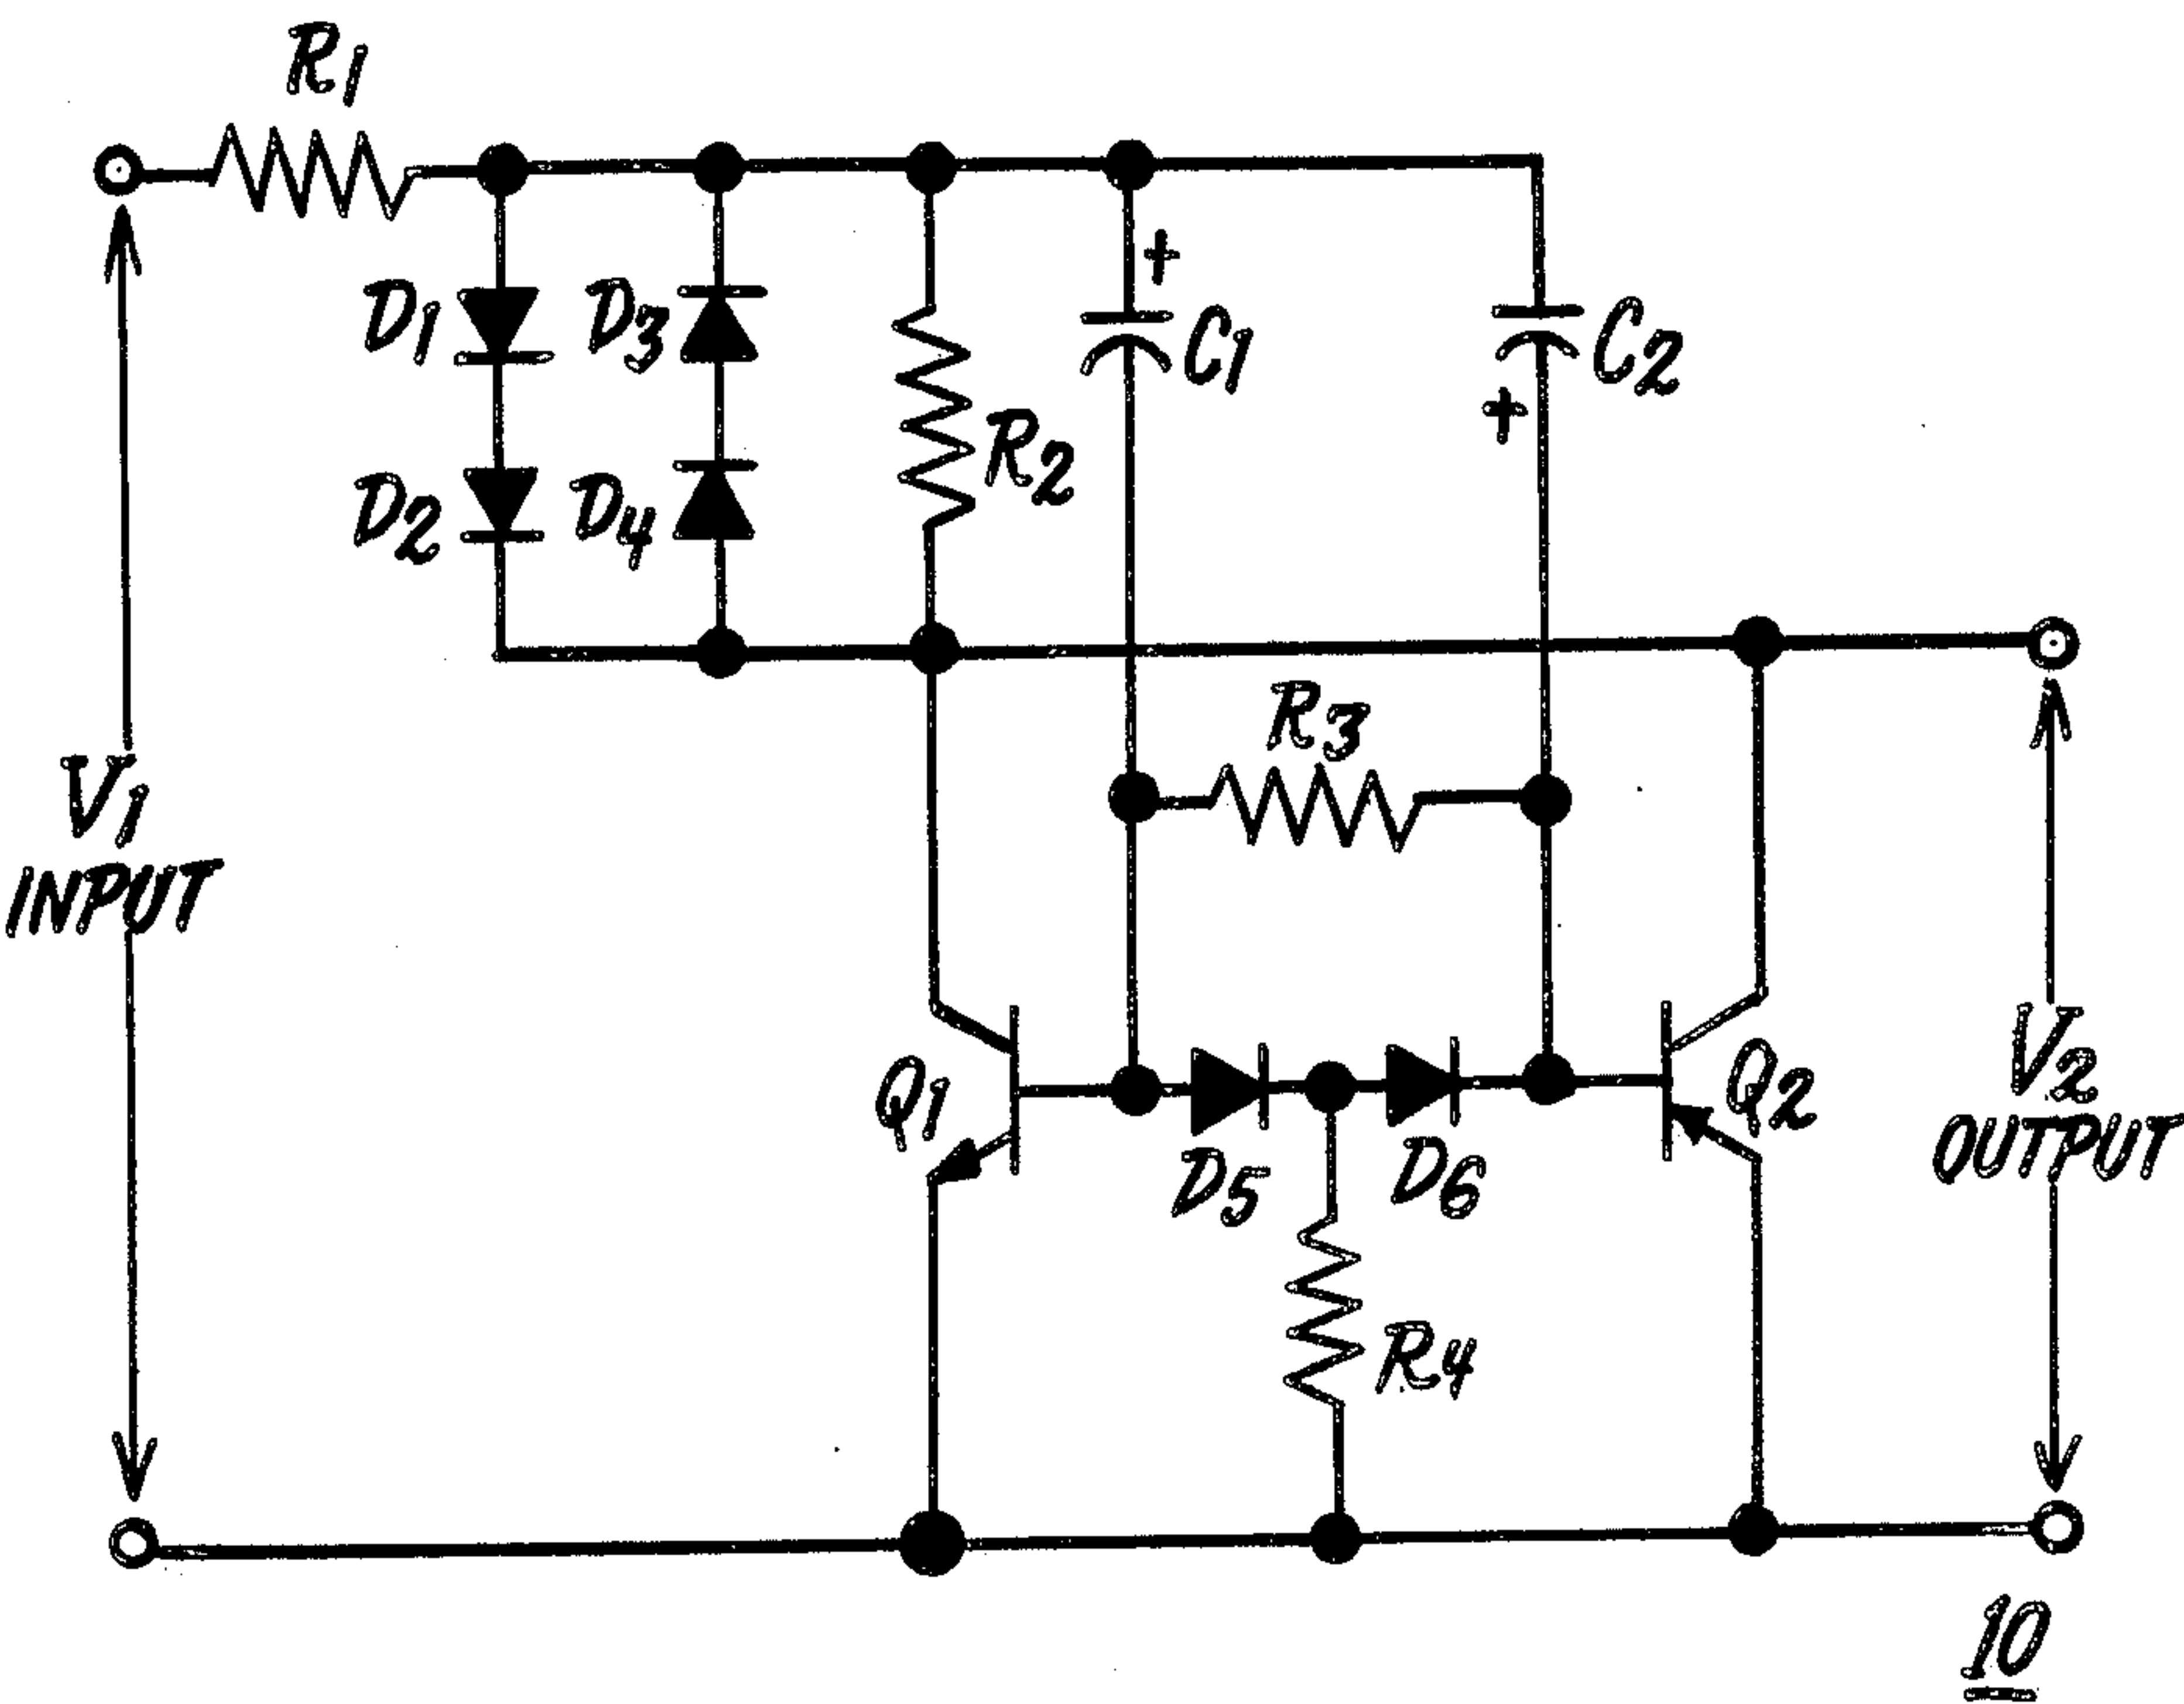 R1
D1
D3
+
C1
C2
+
R2
D2
D4
R3
V1
INPUT
Q1
D5
D6
Q2
V2
OUTPUT
R4
10